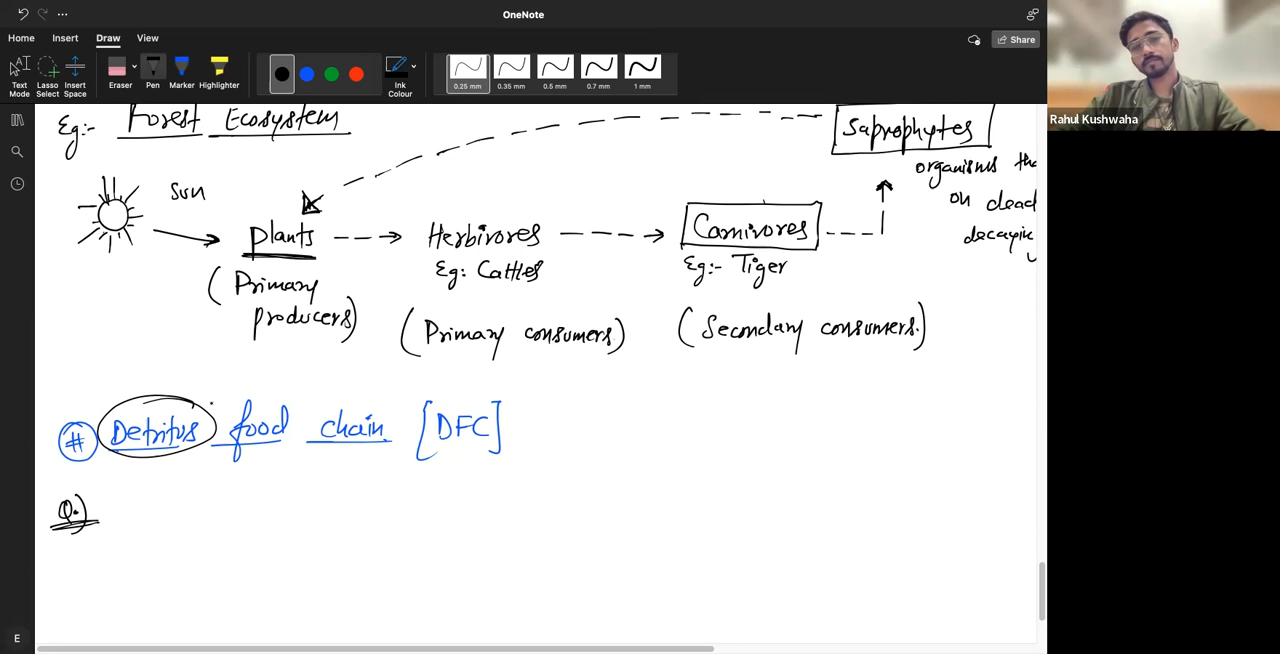 OneNote
Home Insert Draw View
Share
Text Mode
Lasso Select
Insert Space
Eraser
Pen
Marker
Highlighter
Ink Colour
0.25 mm
0.35 mm
0.5 mm
0.7 mm
1 mm
Rahul Kushwaha
Eg:- Forest Ecosystem
Saprophytes
organisms
on dead
Sun
Plants
Herbivores
Carnivores
Eg: Cattles
Eg:- Tiger
(Primary producers)
(Primary consumers)
(Secondary consumers.)
# Detritus food chain [DFC]
Q.)
E